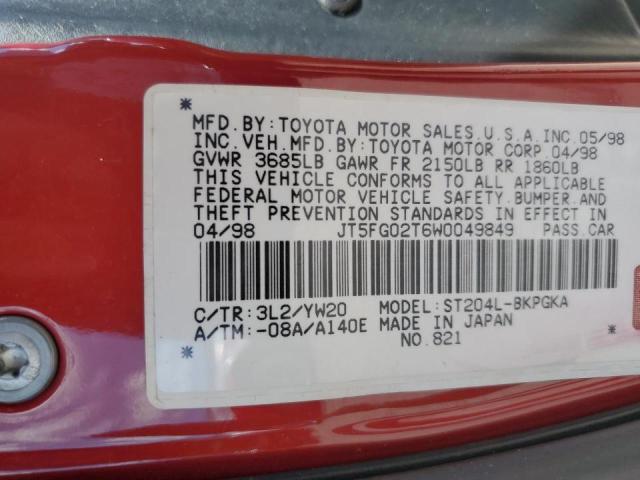 MFD. BY: TOYOTA MOTOR SALES, U.S.A. INC. 05/98
INC. VEH. MFD. BY: TOYOTA MOTOR CORP. 04/98
GVWR 3685LB GAWR FR 2150LB RR 1860LB
THIS VEHICLE CONFORMS TO ALL APPLICABLE
FEDERAL MOTOR VEHICLE SAFETY, BUMPER, AND
THEFT PREVENTION STANDARDS IN EFFECT IN
04/98 JT5FG02T6W0049849 PASS. CAR
C/TR: 3L2/YW20 MODEL: ST204L-BKPGKA
A/TM: -08A/A140E MADE IN JAPAN
NO. 821